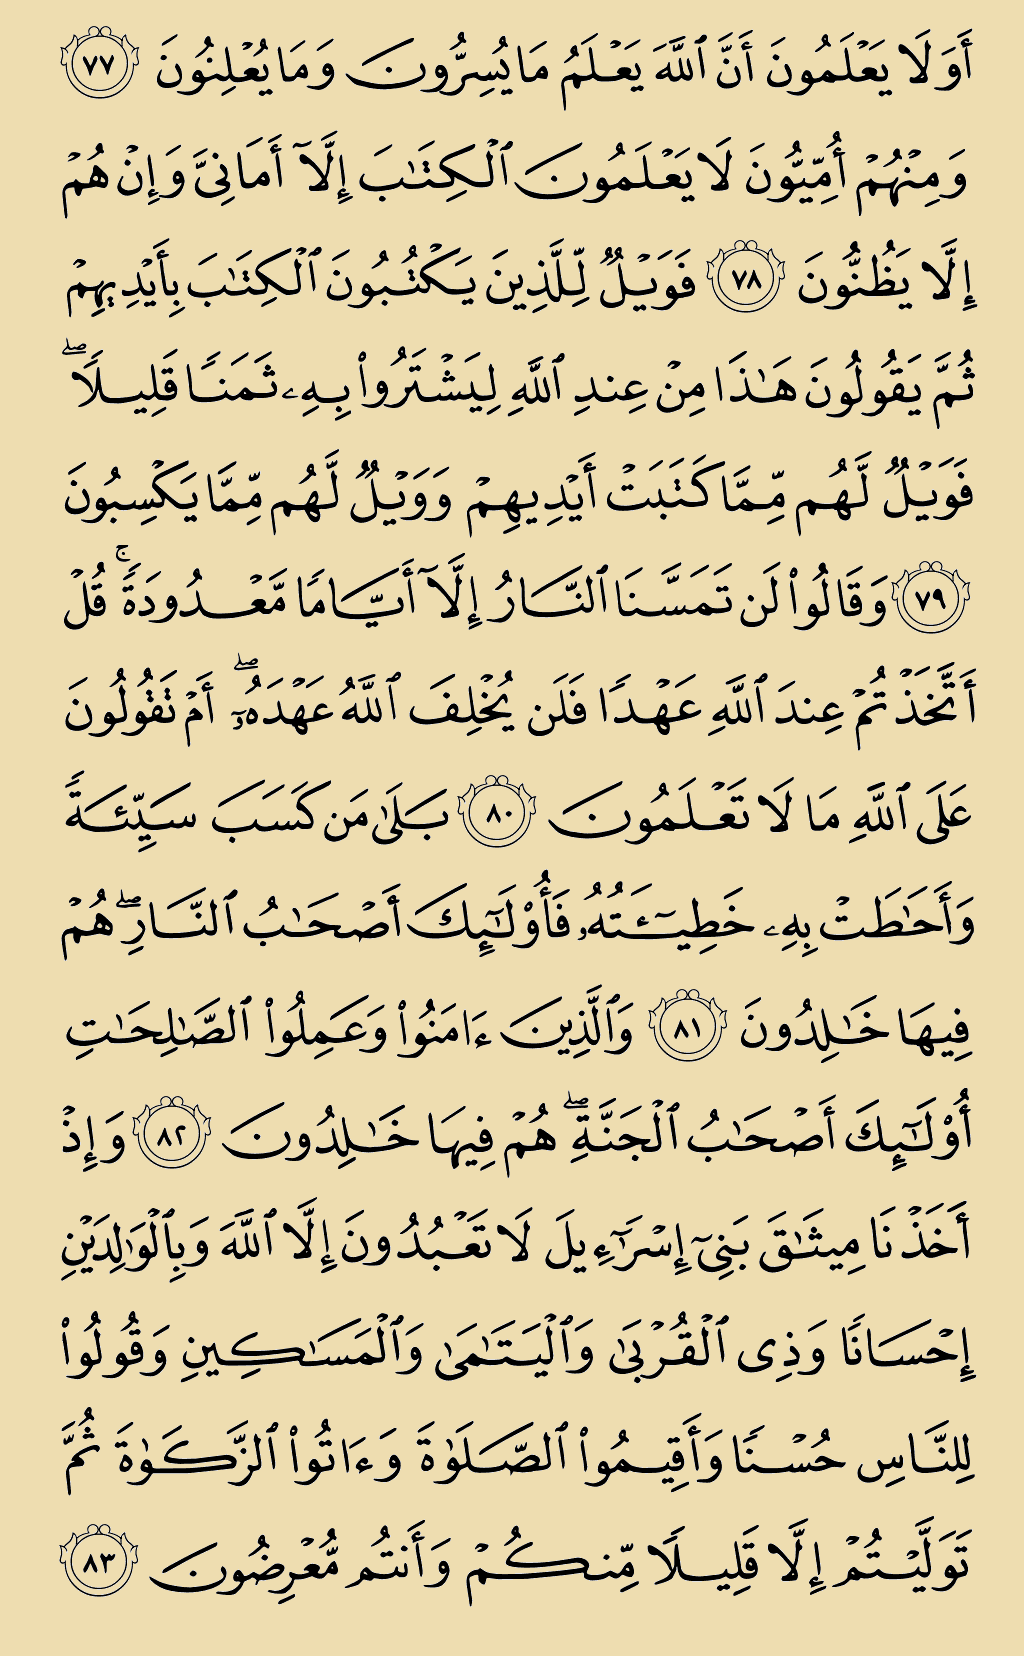 أَوَلَا يَعْلَمُونَ أَنَّ ٱللَّهَ يَعْلَمُ مَا يُسِرُّونَ وَمَا يُعْلِنُونَ ٧٧
وَمِنْهُمْ أُمِّيُّونَ لَا يَعْلَمُونَ ٱلْكِتَـٰبَ إِلَّآ أَمَانِىَّ وَإِنْ هُمْ
إِلَّا يَظُنُّونَ ٧٨ فَوَيْلٌ لِّلَّذِينَ يَكْتُبُونَ ٱلْكِتَـٰبَ بِأَيْدِيهِمْ
ثُمَّ يَقُولُونَ هَـٰذَا مِنْ عِندِ ٱللَّهِ لِيَشْتَرُوا۟ بِهِۦ ثَمَنًا قَلِيلًا ۖ
فَوَيْلٌ لَّهُم مِّمَّا كَتَبَتْ أَيْدِيهِمْ وَوَيْلٌ لَّهُم مِّمَّا يَكْسِبُونَ
٧٩ وَقَالُوا۟ لَن تَمَسَّنَا ٱلنَّارُ إِلَّآ أَيَّامًا مَّعْدُودَةً ۚ قُلْ
أَتَّخَذْتُمْ عِندَ ٱللَّهِ عَهْدًا فَلَن يُخْلِفَ ٱللَّهُ عَهْدَهُۥٓ ۖ أَمْ تَقُولُونَ
عَلَى ٱللَّهِ مَا لَا تَعْلَمُونَ ٨٠ بَلَىٰ مَن كَسَبَ سَيِّئَةً
وَأَحَـٰطَتْ بِهِۦ خَطِيٓـَٔتُهُۥ فَأُو۟لَـٰٓئِكَ أَصْحَـٰبُ ٱلنَّارِ ۖ هُمْ
فِيهَا خَـٰلِدُونَ ٨١ وَٱلَّذِينَ ءَامَنُوا۟ وَعَمِلُوا۟ ٱلصَّـٰلِحَـٰتِ
أُو۟لَـٰٓئِكَ أَصْحَـٰبُ ٱلْجَنَّةِ ۖ هُمْ فِيهَا خَـٰلِدُونَ ٨٢ وَإِذْ
أَخَذْنَا مِيثَـٰقَ بَنِىٓ إِسْرَٰٓءِيلَ لَا تَعْبُدُونَ إِلَّا ٱللَّهَ وَبِٱلْوَٰلِدَيْنِ
إِحْسَانًا وَذِى ٱلْقُرْبَىٰ وَٱلْيَتَـٰمَىٰ وَٱلْمَسَـٰكِينِ وَقُولُوا۟
لِلنَّاسِ حُسْنًا وَأَقِيمُوا۟ ٱلصَّلَوٰةَ وَءَاتُوا۟ ٱلزَّكَوٰةَ ثُمَّ
تَوَلَّيْتُمْ إِلَّا قَلِيلًا مِّنكُمْ وَأَنتُم مُّعْرِضُونَ ٨٣